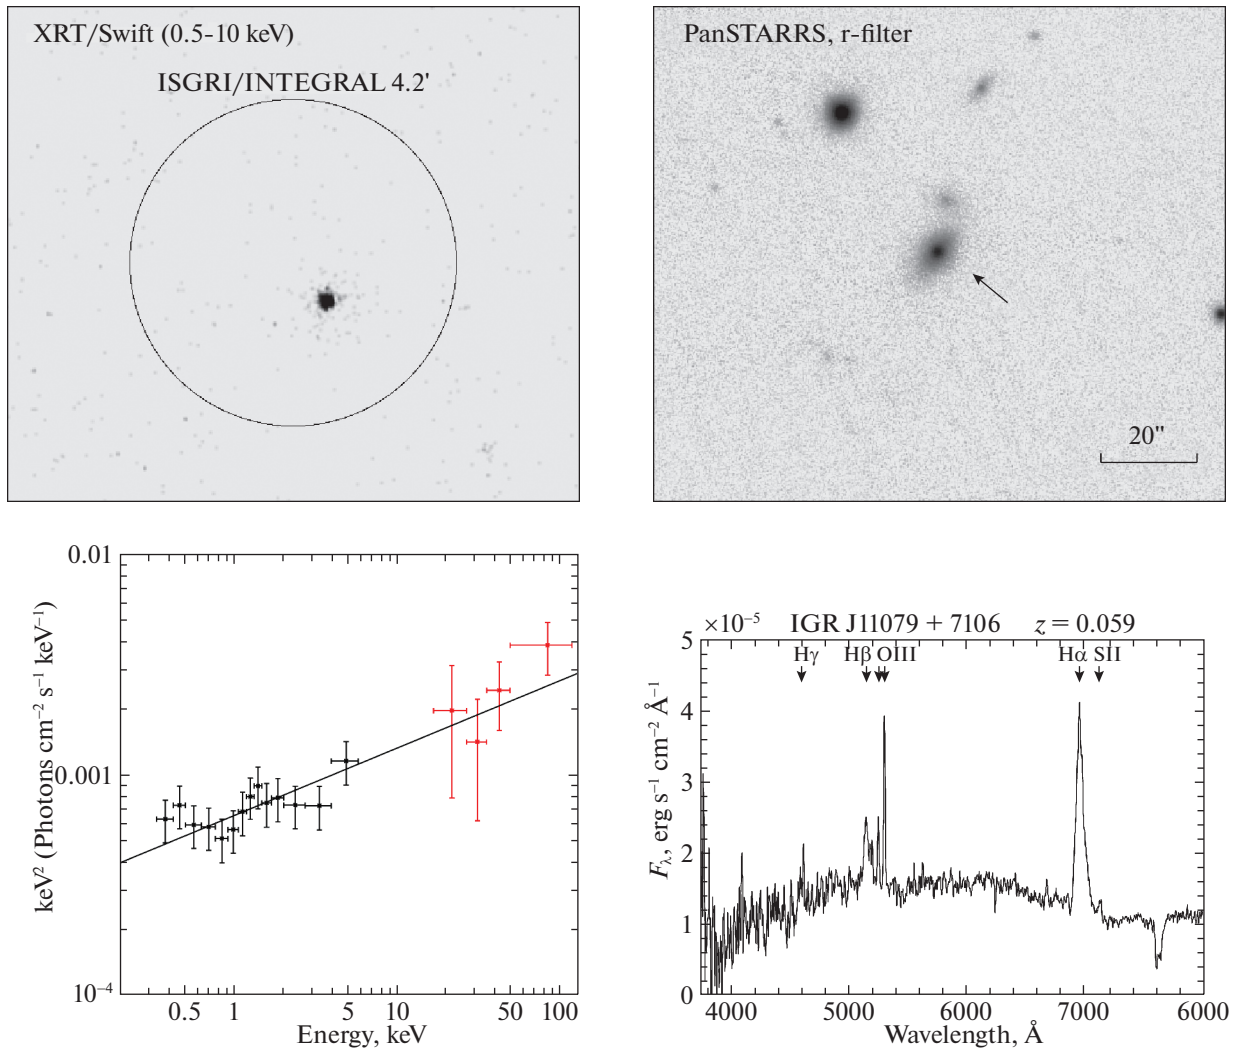 XRT/Swift (0.5-10 keV)
ISGRI/INTEGRAL 4.2'
PanSTARRS, r-filter
20"
0.01
0.001
10⁻⁴
keV² (Photons cm⁻² s⁻¹ keV⁻¹)
0.5 1 5 10 50 100
Energy, keV
×10⁻⁵ IGR J11079 + 7106 z = 0.059
Hγ Hβ OIII Hα SII
5
4
3
2
1
0
F_λ, erg s⁻¹ cm⁻² Å⁻¹
4000 5000 6000 7000 6000
Wavelength, Å